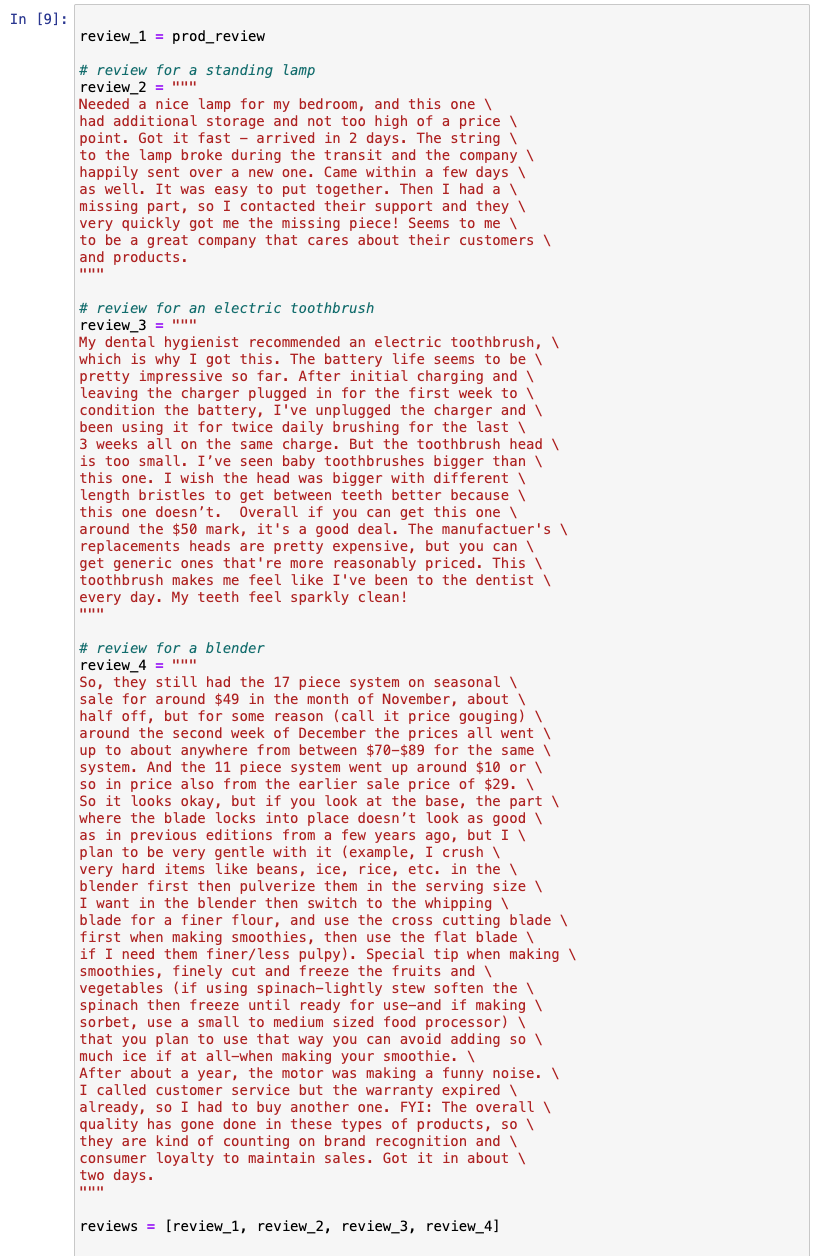 In [9]:
review_1 = prod_review
# review for a standing lamp
review_2 = """
Needed a nice lamp for my bedroom, and this one \
had additional storage and not too high of a price \
point. Got it fast - arrived in 2 days. The string \
to the lamp broke during the transit and the company \
happily sent over a new one. Came within a few days \
as well. It was easy to put together. Then I had a \
missing part, so I contacted their support and they \
very quickly got me the missing piece! Seems to me \
to be a great company that cares about their customers \
and products.
"""
# review for an electric toothbrush
review_3 = """
My dental hygienist recommended an electric toothbrush, \
which is why I got this. The battery life seems to be \
pretty impressive so far. After initial charging and \
leaving the charger plugged in for the first week to \
condition the battery, I've unplugged the charger and \
been using it for twice daily brushing for the last \
3 weeks all on the same charge. But the toothbrush head \
is too small. I’ve seen baby toothbrushes bigger than \
this one. I wish the head was bigger with different \
length bristles to get between teeth better because \
this one doesn’t.  Overall if you can get this one \
around the $50 mark, it's a good deal. The manufactuer's \
replacements heads are pretty expensive, but you can \
get generic ones that're more reasonably priced. This \
toothbrush makes me feel like I've been to the dentist \
every day. My teeth feel sparkly clean!
"""
# review for a blender
review_4 = """
So, they still had the 17 piece system on seasonal \
sale for around $49 in the month of November, about \
half off, but for some reason (call it price gouging) \
around the second week of December the prices all went \
up to about anywhere from between $70-$89 for the same \
system. And the 11 piece system went up around $10 or \
so in price also from the earlier sale price of $29. \
So it looks okay, but if you look at the base, the part \
where the blade locks into place doesn’t look as good \
as in previous editions from a few years ago, but I \
plan to be very gentle with it (example, I crush \
very hard items like beans, ice, rice, etc. in the \
blender first then pulverize them in the serving size \
I want in the blender then switch to the whipping \
blade for a finer flour, and use the cross cutting blade \
first when making smoothies, then use the flat blade \
if I need them finer/less pulpy). Special tip when making \
smoothies, finely cut and freeze the fruits and \
vegetables (if using spinach-lightly stew soften the \
spinach then freeze until ready for use-and if making \
sorbet, use a small to medium sized food processor) \
that you plan to use that way you can avoid adding so \
much ice if at all-when making your smoothie. \
After about a year, the motor was making a funny noise. \
I called customer service but the warranty expired \
already, so I had to buy another one. FYI: The overall \
quality has gone done in these types of products, so \
they are kind of counting on brand recognition and \
consumer loyalty to maintain sales. Got it in about \
two days.
"""
reviews = [review_1, review_2, review_3, review_4]